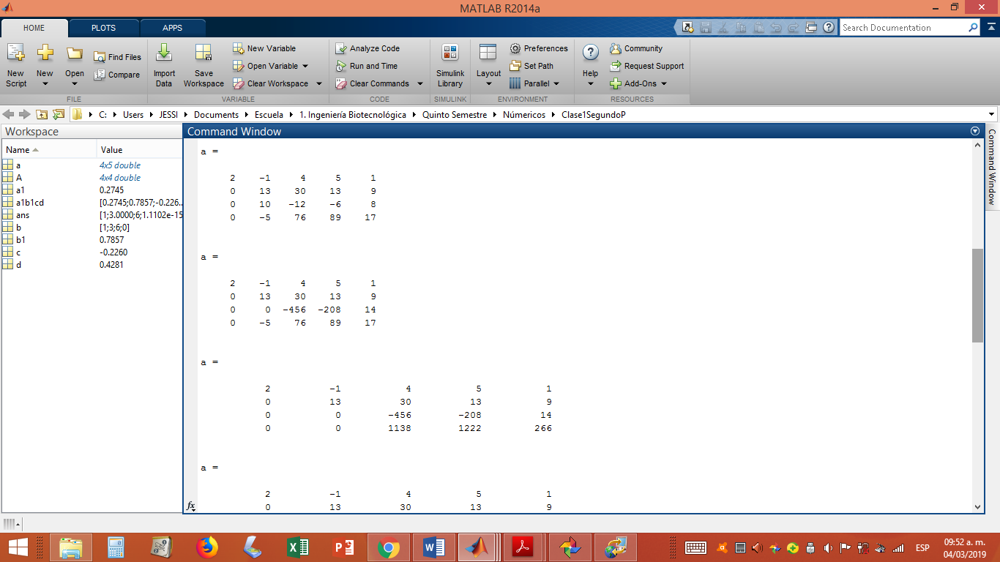 MATLAB R2014a
HOME PLOTS APPS
Search Documentation
New Script
New
Open
Find Files
Compare
Import Data
Save Workspace
New Variable
Open Variable
Clear Workspace
Analyze Code
Run and Time
Clear Commands
Simulink Library
Layout
Preferences
Set Path
Parallel
Help
Community
Request Support
Add-Ons
FILE VARIABLE CODE SIMULINK ENVIRONMENT RESOURCES
C: Users JESSI Documents Escuela 1. Ingeniería Biotecnológica Quinto Semestre Númericos Clase1SegundoP
Workspace
Name Value
a 4x5 double
A 4x4 double
a1 0.2745
a1b1cd [0.2745;0.7857;-0.226..
ans [1;3.0000;6;1.1102e-15
b [1;3;6;0]
b1 0.7857
c -0.2260
d 0.4281
Command Window
a =
2 -1 4 5 1
0 13 30 13 9
0 10 -12 -6 8
0 -5 76 89 17
a =
2 -1 4 5 1
0 13 30 13 9
0 0 -456 -208 14
0 -5 76 89 17
a =
2 -1 4 5 1
0 13 30 13 9
0 0 -456 -208 14
0 0 1138 1222 266
a =
2 -1 4 5 1
0 13 30 13 9
fx
Command Window
ESP
09:52 a. m.
04/03/2019